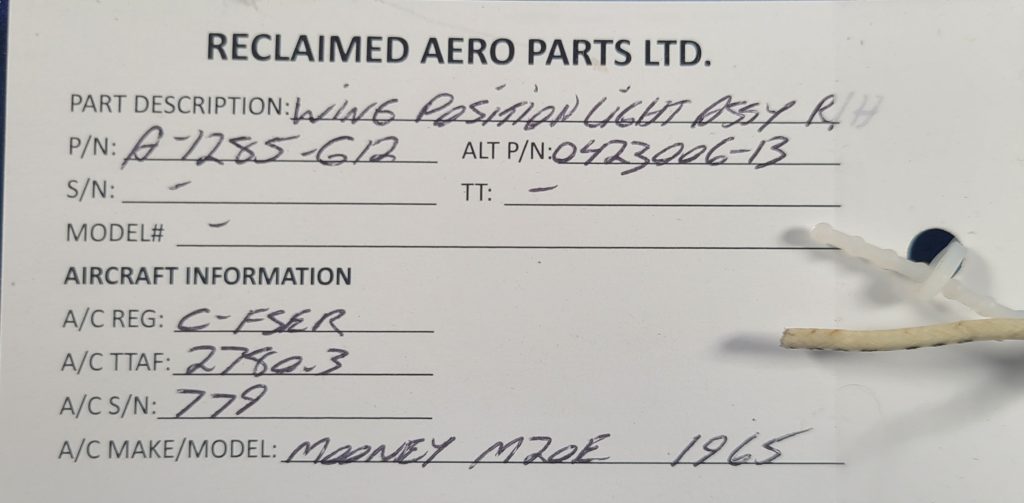 RECLAIMED AERO PARTS LTD.
PART DESCRIPTION: WING POSITION LIGHT ASSY R/H
P/N: A-1285-G12 ALT P/N: 0423006-13
S/N: - TT: -
MODEL# -
AIRCRAFT INFORMATION
A/C REG: C-FSER
A/C TTAF: 2780.3
A/C S/N: 779
A/C MAKE/MODEL: MOONEY M20E 1965